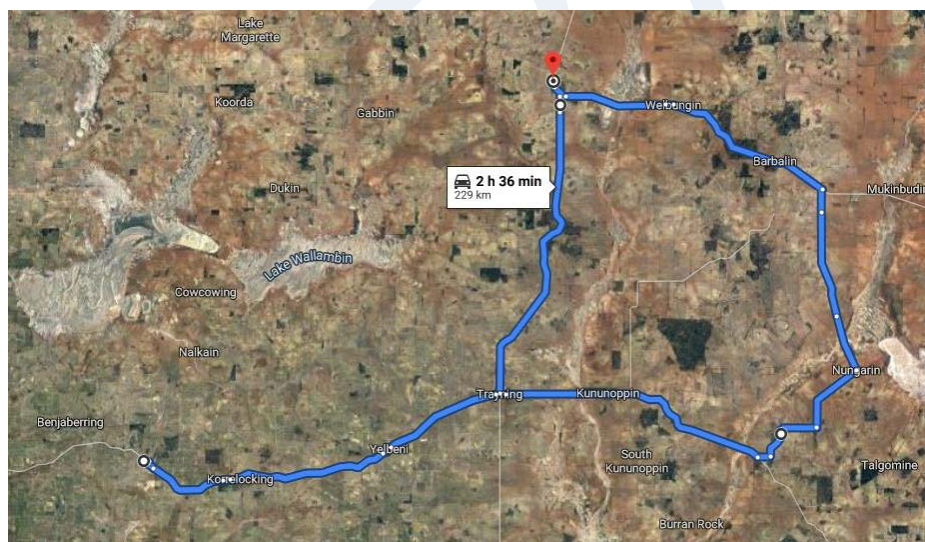 Lake
Margarette
Koorda
Gabbin
Welbungin
Barbalin
2 h 36 min
229 km
Mukinbudin
Dukin
Lake Wallambin
Cowcowing
Nalkain
Nungarin
Trayning
Kununoppin
Benjaberring
Yelbeni
South
Kununoppin
Talgomine
Korrelocking
Burran Rock